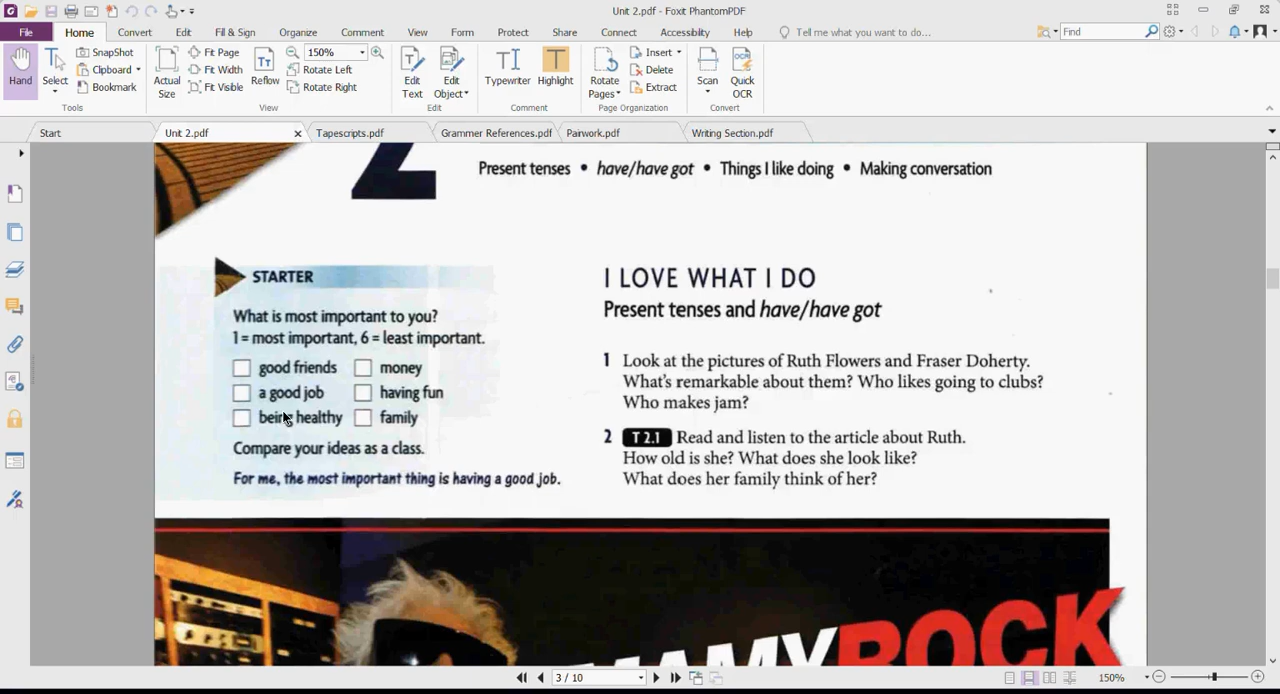 Unit 2.pdf - Foxit PhantomPDF
File Home Convert Edit Fill & Sign Organize Comment View Form Protect Share Connect Accessibility Help Tell me what you want to do... Find
Hand
Select
SnapShot
Clipboard
Bookmark
Tools
Actual Size
Fit Page
Fit Width
Fit Visible
Reflow
150%
Rotate Left
Rotate Right
View
Edit Text
Edit Object
Edit
Typewriter
Highlight
Comment
Rotate Pages
Insert
Delete
Extract
Page Organization
Scan
Quick OCR
Convert
Start Unit 2.pdf Tapescripts.pdf Grammer References.pdf Pairwork.pdf Writing Section.pdf
2
Present tenses • have/have got • Things I like doing • Making conversation
STARTER
What is most important to you?
1 = most important, 6 = least important.
good friends money
a good job having fun
being healthy family
Compare your ideas as a class.
For me, the most important thing is having a good job.
I LOVE WHAT I DO
Present tenses and have/have got
1 Look at the pictures of Ruth Flowers and Fraser Doherty.
What's remarkable about them? Who likes going to clubs?
Who makes jam?
2 T 2.1 Read and listen to the article about Ruth.
How old is she? What does she look like?
What does her family think of her?
MAMYROCK
3 / 10
150%